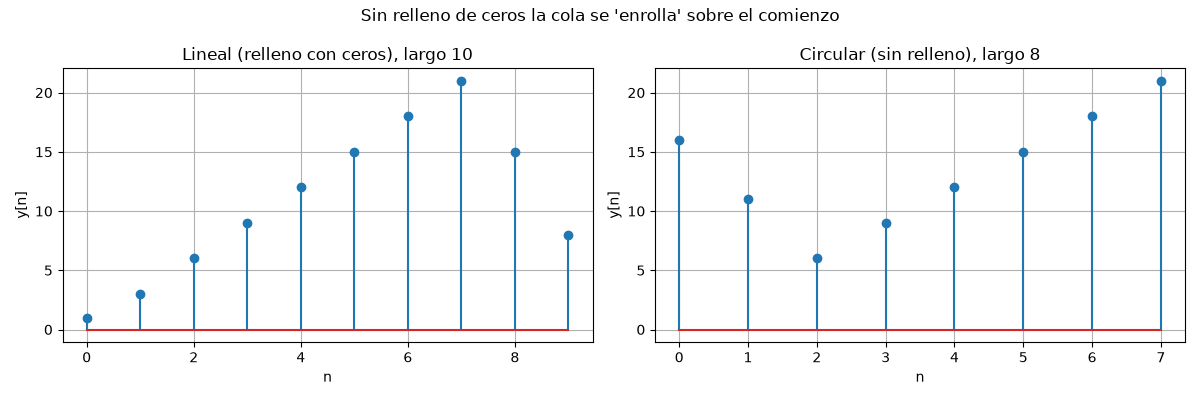 Sin relleno de ceros la cola se 'enrolla' sobre el comienzo
Lineal (relleno con ceros), largo 10
20
15
10
5
0
y[n]
0 2 4 6 8
n
Circular (sin relleno), largo 8
20
15
10
5
0
y[n]
0 1 2 3 4 5 6 7
n